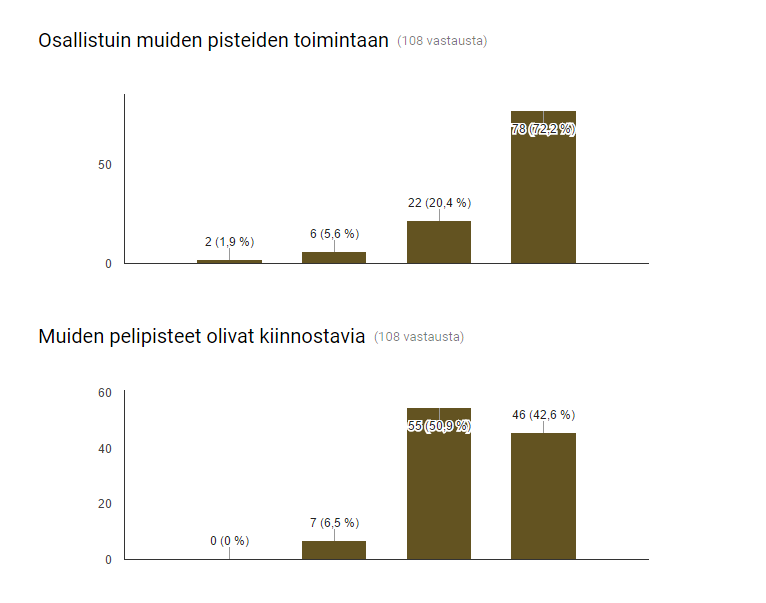 Osallistuin muiden pisteiden toimintaan (108 vastausta)
78 (72,2 %)
50
22 (20,4 %)
6 (5,6 %)
2 (1,9 %)
0
Muiden pelipisteet olivat kiinnostavia (108 vastausta)
60
46 (42,6 %)
55 (50,9 %)
40
20
7 (6,5 %)
0 (0 %)
0